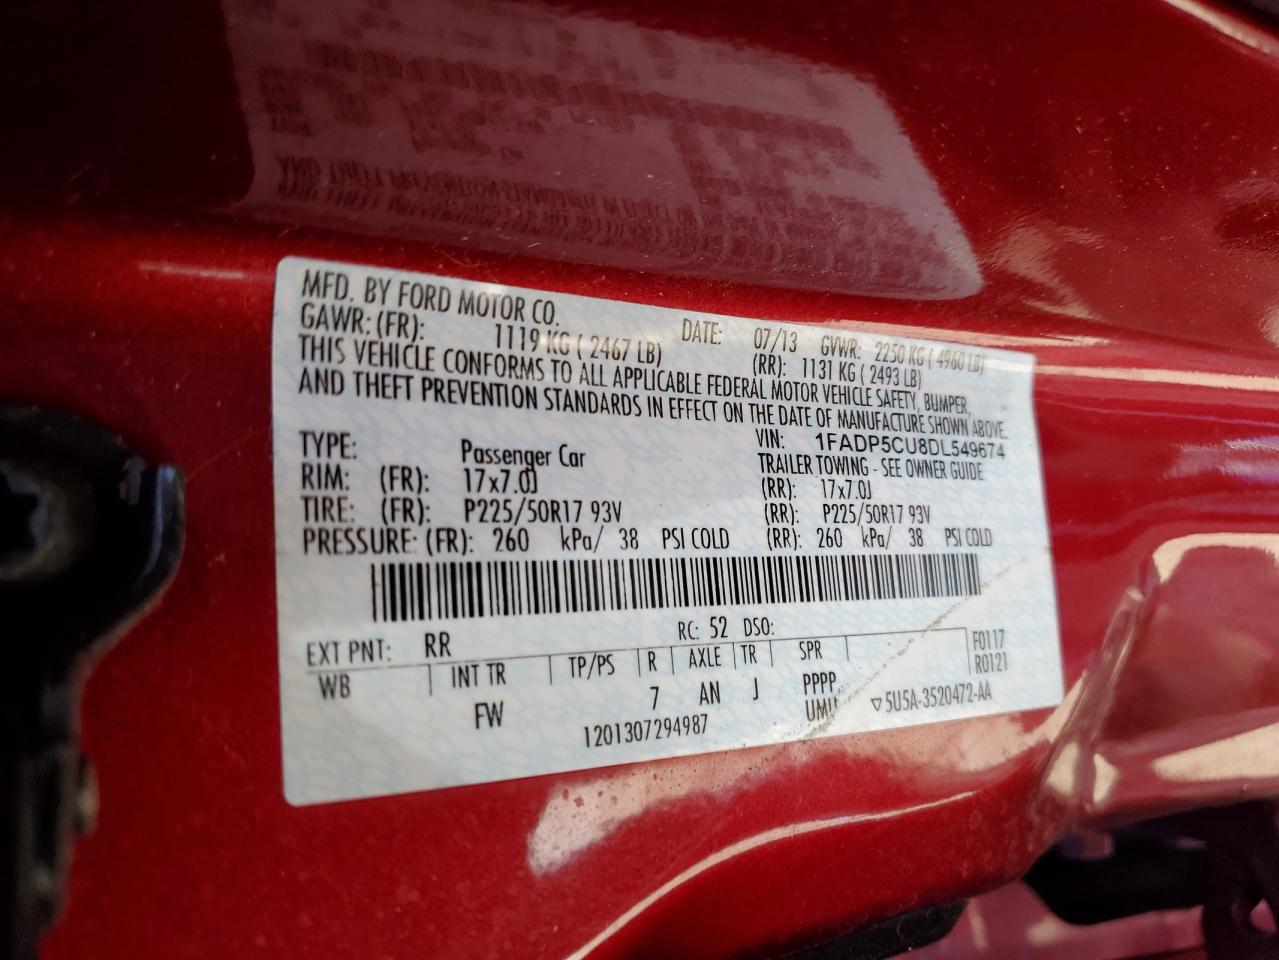 MFD. BY FORD MOTOR CO.
DATE: 07/13 GVWR: 2250 KG ( 4960 LB)
GAWR: (FR): 1119 KG ( 2467 LB) (RR): 1131 KG ( 2493 LB)
THIS VEHICLE CONFORMS TO ALL APPLICABLE FEDERAL MOTOR VEHICLE SAFETY, BUMPER,
AND THEFT PREVENTION STANDARDS IN EFFECT ON THE DATE OF MANUFACTURE SHOWN ABOVE.
VIN: 1FADP5CU8DL549674
TYPE: Passenger Car TRAILER TOWING - SEE OWNER GUIDE
RIM: (FR): 17x7.0J (RR): 17x7.0J
TIRE: (FR): P225/50R17 93V (RR): P225/50R17 93V
PRESSURE: (FR): 260 kPa/ 38 PSI COLD (RR): 260 kPa/ 38 PSI COLD
EXT PNT: RR RC: 52 DSO: F0117
WB INT TR TP/PS R AXLE TR SPR R0121
FW 7 AN J PPPP
UMU ▽5U5A-3520472-AA
1201307294987